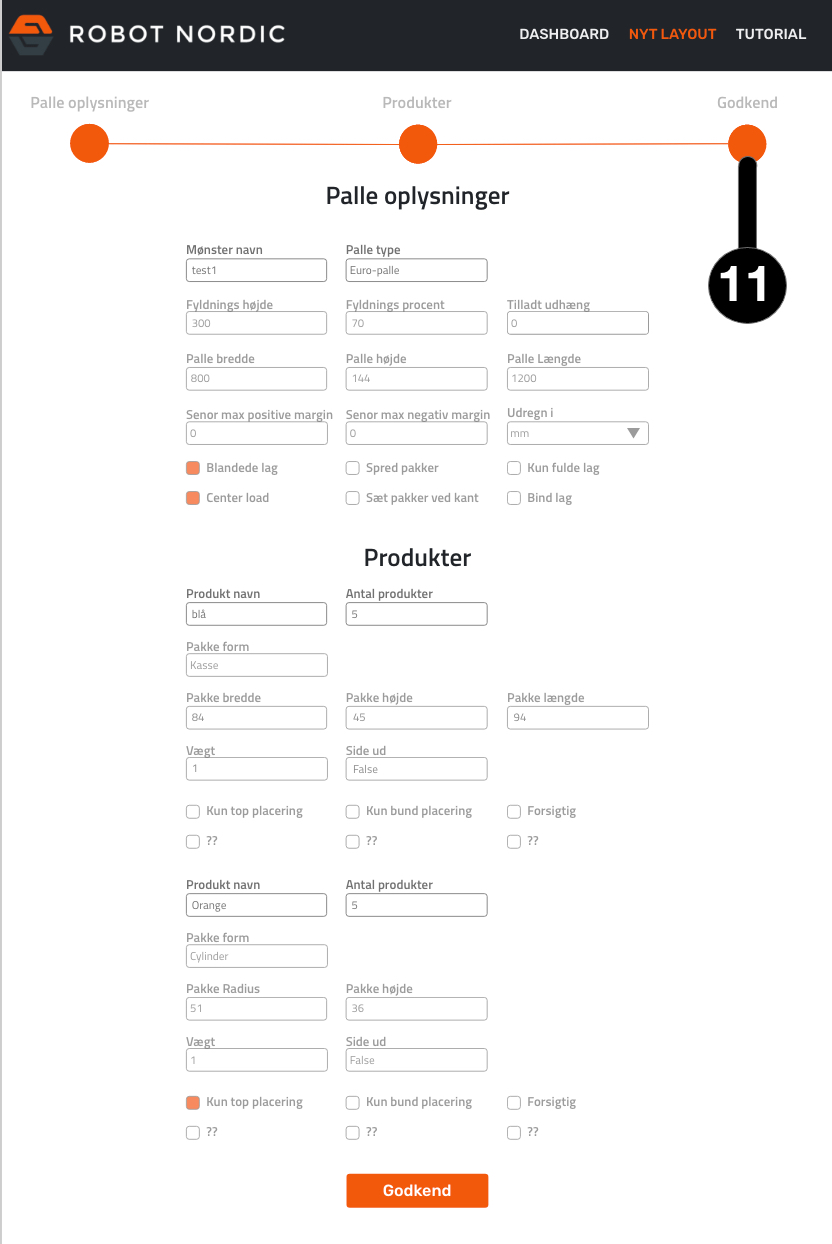 ROBOT NORDIC DASHBOARD NYT LAYOUT TUTORIAL
Palle oplysninger Produkter Godkend
11
Palle oplysninger
Mønster navn Palle type
test1 Euro-palle
Fyldnings højde Fyldnings procent Tilladt udhæng
300 70 0
Palle bredde Palle højde Palle Længde
800 144 1200
Senor max positive margin Senor max negativ margin Udregn i
0 0 mm
Blandede lag Spred pakker Kun fulde lag
Center load Sæt pakker ved kant Bind lag
Produkter
Produkt navn Antal produkter
blå 5
Pakke form
Kasse
Pakke bredde Pakke højde Pakke længde
84 45 94
Vægt Side ud
1 False
Kun top placering Kun bund placering Forsigtig
?? ?? ??
Produkt navn Antal produkter
Orange 5
Pakke form
Cylinder
Pakke Radius Pakke højde
51 36
Vægt Side ud
1 False
Kun top placering Kun bund placering Forsigtig
?? ?? ??
Godkend